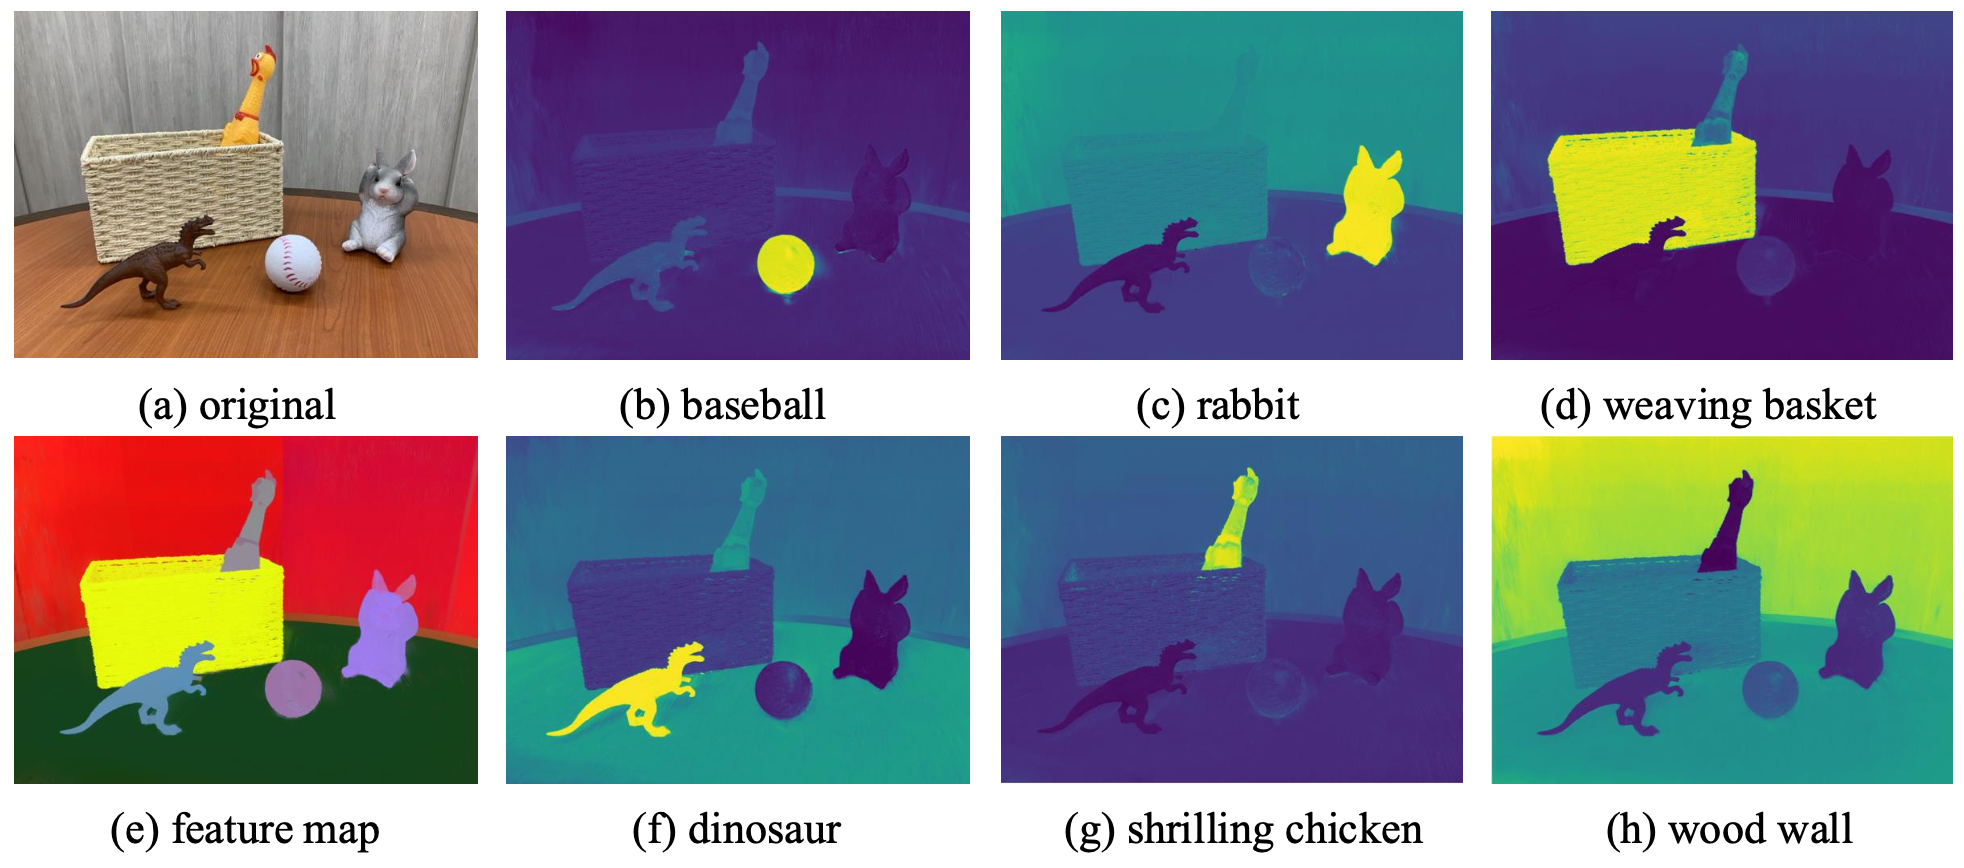 (a) original
(b) baseball
(c) rabbit
(d) weaving basket
(e) feature map
(f) dinosaur
(g) shrilling chicken
(h) wood wall